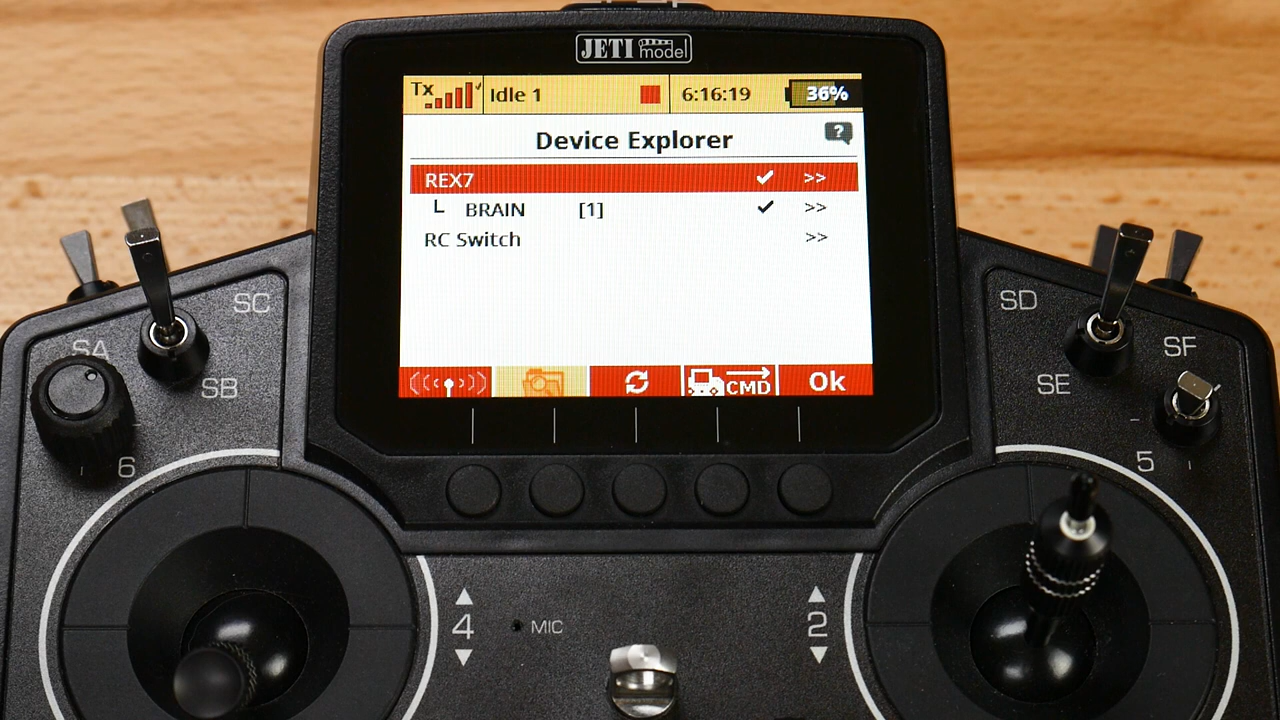 JETI model
Tx Idle 1 6:16:19 36%
Device Explorer ?
REX7 >>
BRAIN [1] >>
RC Switch >>
CMD Ok
SC SD
SA SF
SB SE
6 5
4 MIC 2